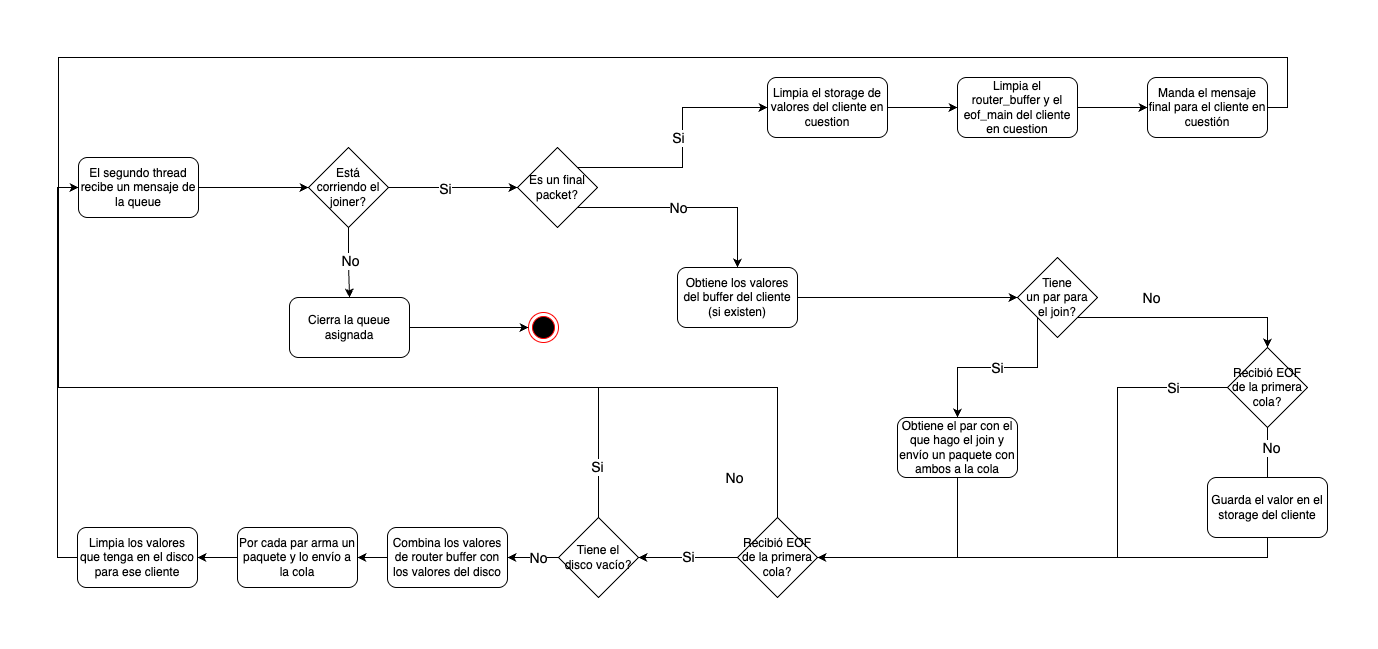 Limpia el storage de
valores del cliente en
cuestion
Limpia el
router_buffer y el
eof_main del cliente
en cuestion
Manda el mensaje
final para el cliente en
cuestión
Si
El segundo thread
recibe un mensaje de
la queue
Está
corriendo el
joiner?
Si
Es un final
packet?
No
No
Obtiene los valores
del buffer del cliente
(si existen)
Tiene
un par para
el join?
No
Cierra la queue
asignada
Si
Recibió EOF
de la primera
cola?
Si
Obtiene el par con el
que hago el join y
envío un paquete con
ambos a la cola
No
Si
No
Guarda el valor en el
storage del cliente
Limpia los valores
que tenga en el disco
para ese cliente
Por cada par arma un
paquete y lo envío a
la cola
Combina los valores
de router buffer con
los valores del disco
No
Tiene el
disco vacío?
Si
Recibió EOF
de la primera
cola?